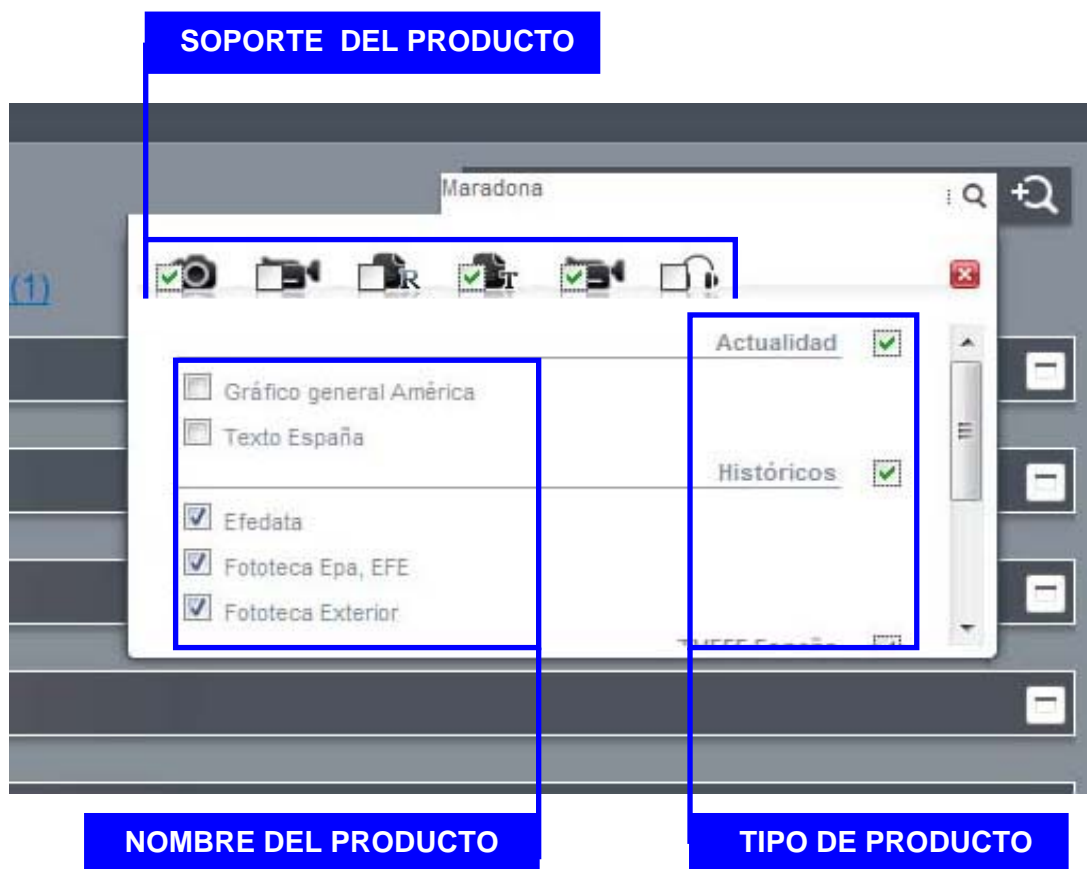 SOPORTE DEL PRODUCTO
Maradona
(1)
R
T
Actualidad
Gráfico general América
Texto España
Históricos
Efedata
Fototeca Epa, EFE
Fototeca Exterior
NOMBRE DEL PRODUCTO
TIPO DE PRODUCTO